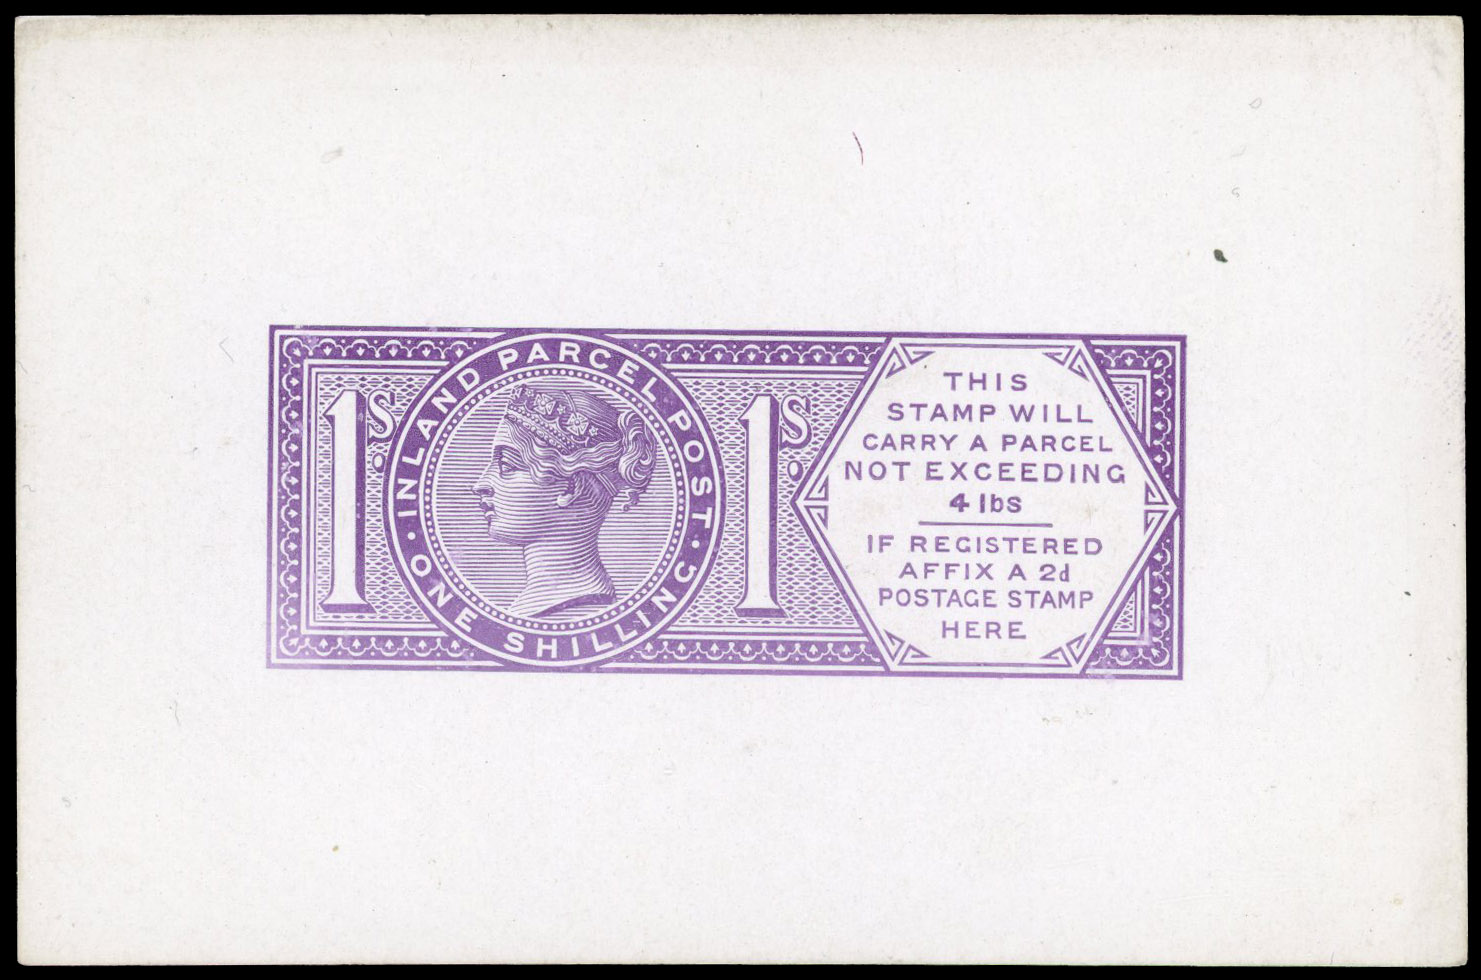 1S.
INLAND PARCEL POST
· ONE SHILLING ·
1S.
THIS
STAMP WILL
CARRY A PARCEL
NOT EXCEEDING
4 lbs
IF REGISTERED
AFFIX A 2d
POSTAGE STAMP
HERE